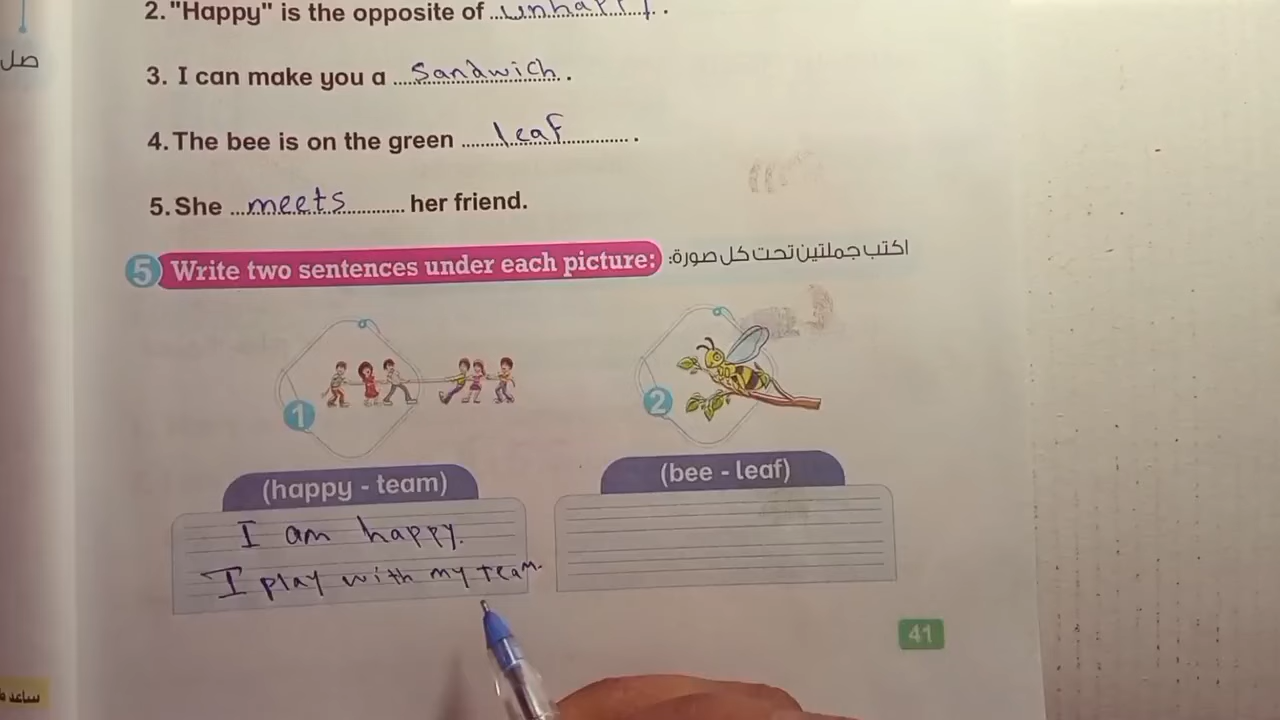 2. "Happy" is the opposite of ...unhappy... .
صل
3. I can make you a ...sandwich... .
4. The bee is on the green ...leaf... .
5. She ...meets... her friend.
5 Write two sentences under each picture: اكتب جملتين تحت كل صورة:
1 2
(happy - team) (bee - leaf)
I am happy.
I play with my team.
41
ساعد